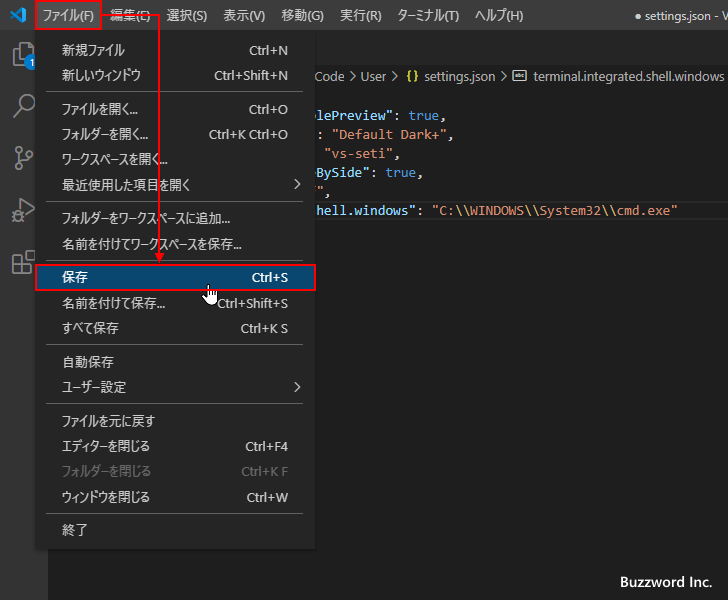 ファイル(F) 編集(E) 選択(S) 表示(V) 移動(G) 実行(R) ターミナル(T) ヘルプ(H) ● settings.json - V
1
新規ファイル Ctrl+N
新しいウィンドウ Ctrl+Shift+N
ファイルを開く... Ctrl+O
フォルダーを開く... Ctrl+K Ctrl+O
ワークスペースを開く...
最近使用した項目を開く
フォルダーをワークスペースに追加...
名前を付けてワークスペースを保存...
保存 Ctrl+S
名前を付けて保存... Ctrl+Shift+S
すべて保存 Ctrl+K S
自動保存
ユーザー設定
ファイルを元に戻す
エディターを閉じる Ctrl+F4
フォルダーを閉じる Ctrl+K F
ウィンドウを閉じる Ctrl+W
終了
Code > User > {} settings.json > abc terminal.integrated.shell.windows
lePreview": true,
: "Default Dark+",
"vs-seti",
BySide": true,
",
hell.windows": "C:\\WINDOWS\\System32\\cmd.exe"
Buzzword Inc.